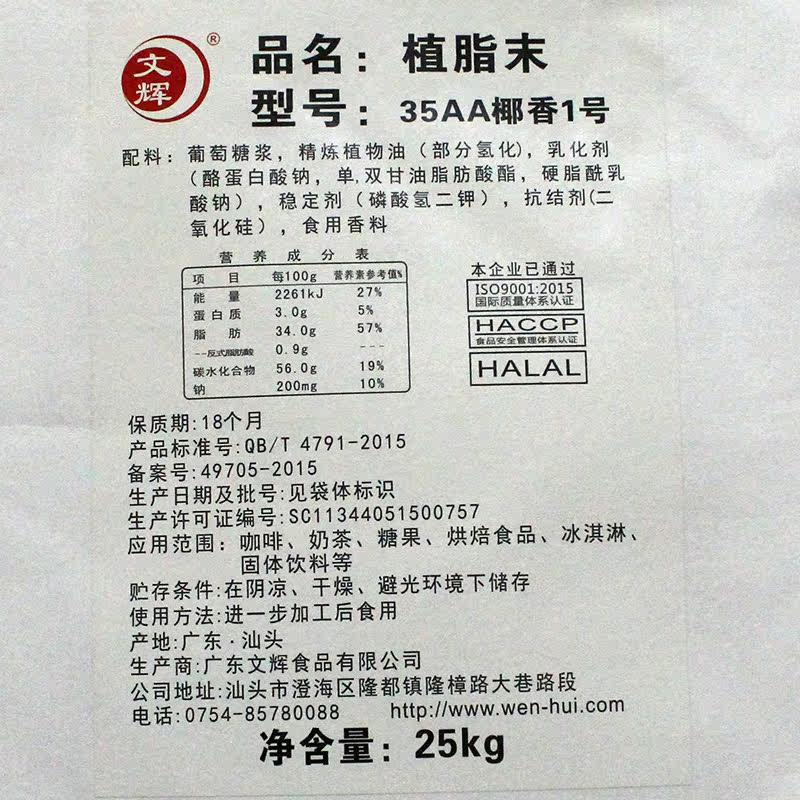 文辉®
品名：植脂末
型号：35AA椰香1号
配料：葡萄糖浆，精炼植物油（部分氢化)，乳化剂
（酪蛋白酸钠，单,双甘油脂肪酸酯，硬脂酰乳
酸钠），稳定剂（磷酸氢二钾），抗结剂(二
氧化硅），食用香料
营养成分表
项目 每100g 营养素参考值%
能量 2261kJ 27%
蛋白质 3.0g 5%
脂肪 34.0g 57%
--反式脂肪酸 0.9g ---
碳水化合物 56.0g 19%
钠 200mg 10%
本企业已通过
ISO9001:2015
国际质量体系认证
HACCP
食品安全管理体系认证
HALAL
保质期:18个月
产品标准号:QB/T 4791-2015
备案号:49705-2015
生产日期及批号:见袋体标识
生产许可证编号:SC11344051500757
应用范围：咖啡、奶茶、糖果、烘焙食品、冰淇淋、
固体饮料等
贮存条件:在阴凉、干燥、避光环境下储存
使用方法:进一步加工后食用
产地:广东·汕头
生产商:广东文辉食品有限公司
公司地址:汕头市澄海区隆都镇隆樟路大巷路段
电话:0754-85780088 http://www.wen-hui.com
净含量：25kg